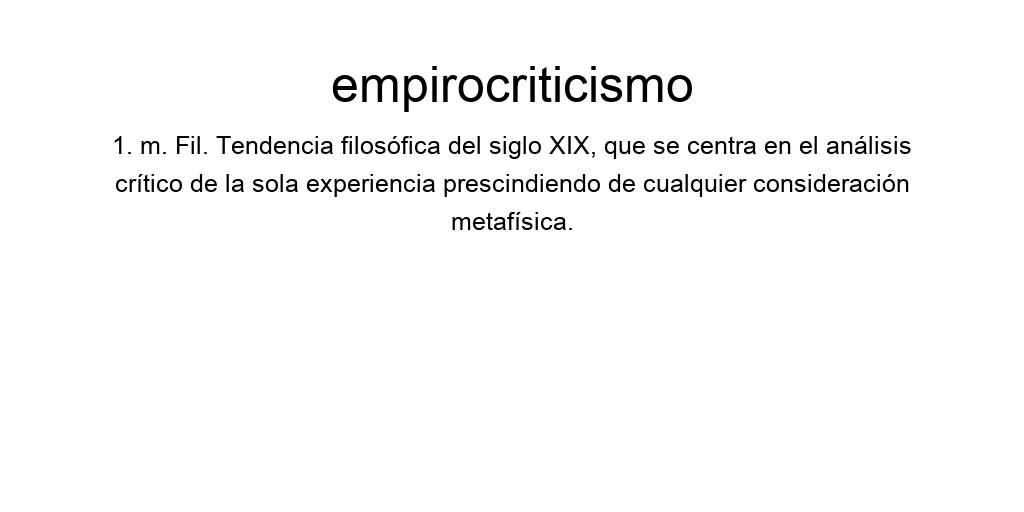 empirocriticismo
1. m. Fil. Tendencia filosófica del siglo XIX, que se centra en el análisis
crítico de la sola experiencia prescindiendo de cualquier consideración
metafísica.